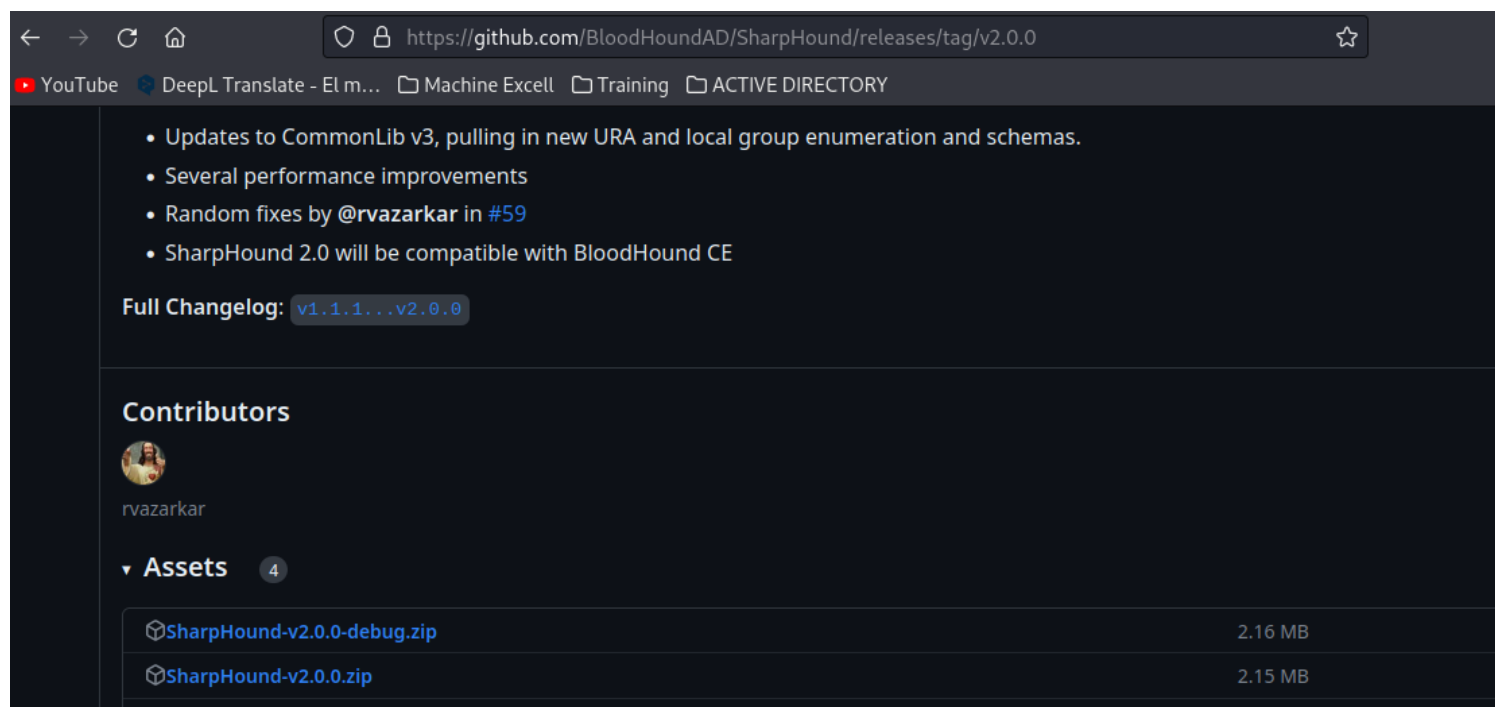 https://github.com/BloodHoundAD/SharpHound/releases/tag/v2.0.0
YouTube DeepL Translate - El m... Machine Excell Training ACTIVE DIRECTORY
• Updates to CommonLib v3, pulling in new URA and local group enumeration and schemas.
• Several performance improvements
• Random fixes by @rvazarkar in #59
• SharpHound 2.0 will be compatible with BloodHound CE
Full Changelog: v1.1.1...v2.0.0
Contributors
rvazarkar
Assets 4
SharpHound-v2.0.0-debug.zip 2.16 MB
SharpHound-v2.0.0.zip 2.15 MB